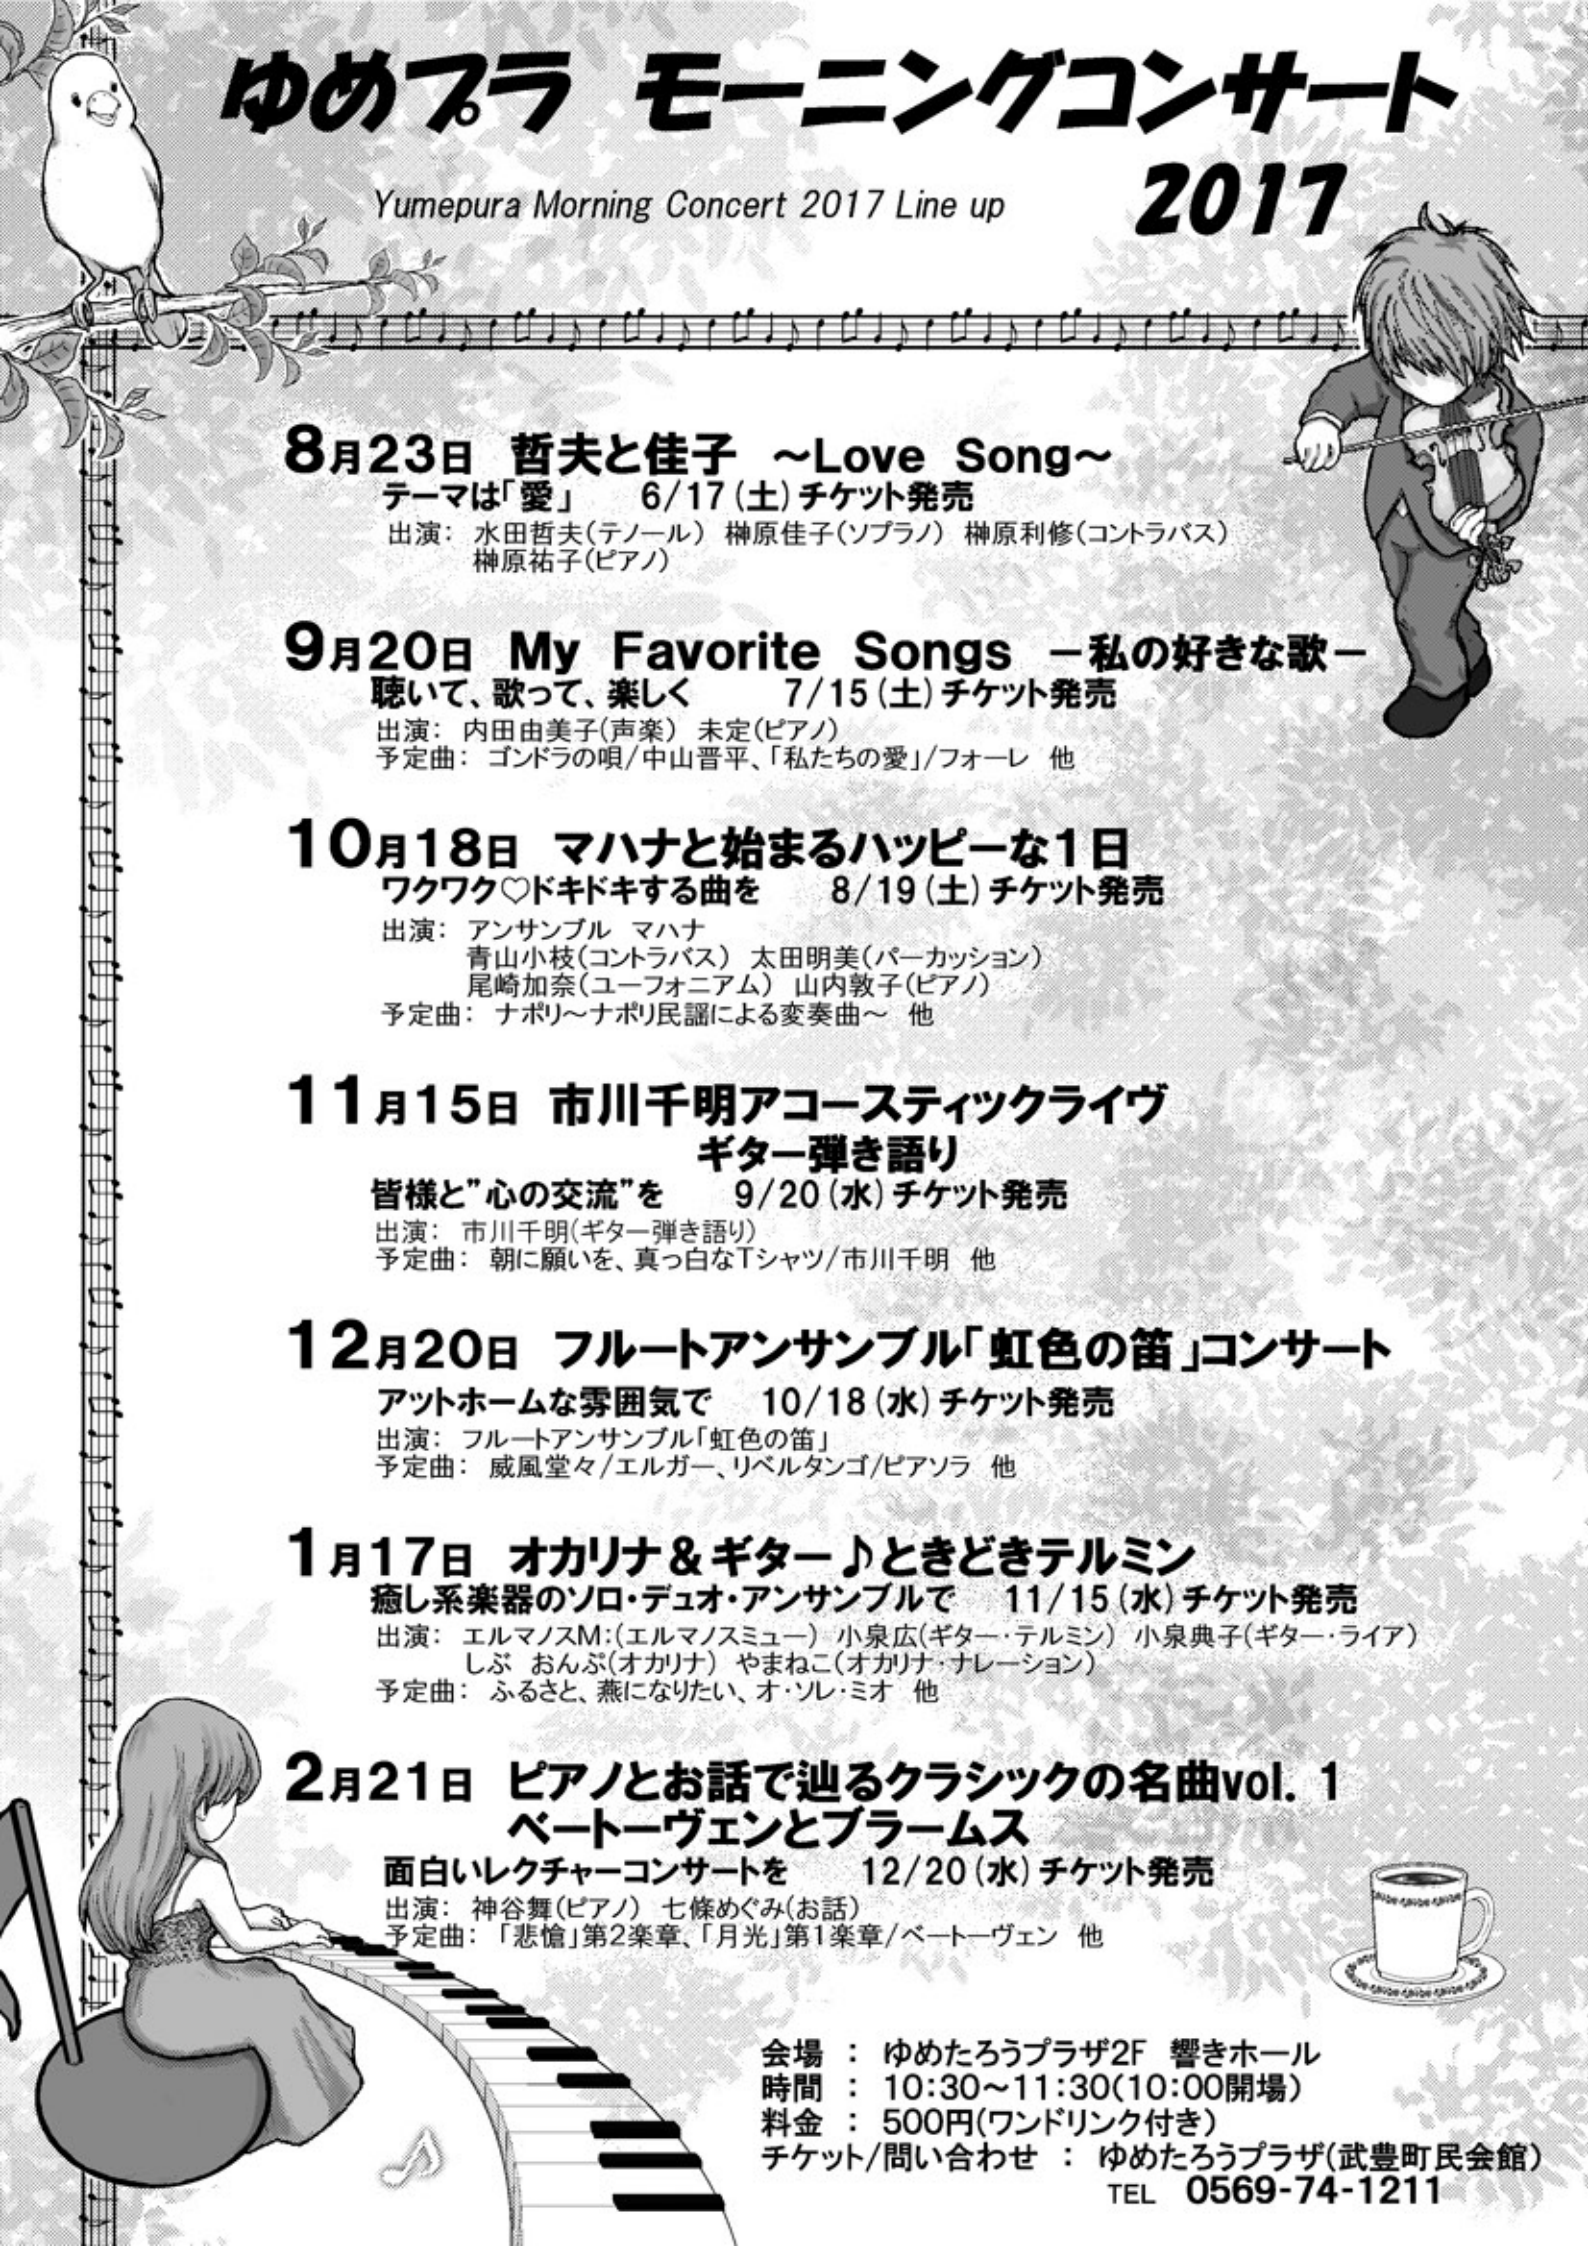 ゆめプラ モーニングコンサート
2017
Yumepura Morning Concert 2017 Line up
8月23日 哲夫と佳子 ～Love Song～
テーマは「愛」 6/17(土)チケット発売
出演: 水田哲夫(テノール) 榊原佳子(ソプラノ) 榊原利修(コントラバス)
榊原祐子(ピアノ)
9月20日 My Favorite Songs －私の好きな歌－
聴いて、歌って、楽しく 7/15(土)チケット発売
出演: 内田由美子(声楽) 未定(ピアノ)
予定曲: ゴンドラの唄/中山晋平、「私たちの愛」/フォーレ 他
10月18日 マハナと始まるハッピーな1日
ワクワク♡ドキドキする曲を 8/19(土)チケット発売
出演: アンサンブル マハナ
青山小枝(コントラバス) 太田明美(パーカッション)
尾崎加奈(ユーフォニアム) 山内敦子(ピアノ)
予定曲: ナポリ～ナポリ民謡による変奏曲～ 他
11月15日 市川千明アコースティックライヴ
ギター弾き語り
皆様と”心の交流”を 9/20(水)チケット発売
出演: 市川千明(ギター弾き語り)
予定曲: 朝に願いを、真っ白なTシャツ/市川千明 他
12月20日 フルートアンサンブル「虹色の笛」コンサート
アットホームな雰囲気で 10/18(水)チケット発売
出演: フルートアンサンブル「虹色の笛」
予定曲: 威風堂々/エルガー、リベルタンゴ/ピアソラ 他
1月17日 オカリナ＆ギター♪ときどきテルミン
癒し系楽器のソロ・デュオ・アンサンブルで 11/15(水)チケット発売
出演: エルマノスM:(エルマノスミュー) 小泉広(ギター・テルミン) 小泉典子(ギター・ライア)
しぶ おんぷ(オカリナ) やまねこ(オカリナ・ナレーション)
予定曲: ふるさと、燕になりたい、オ・ソレ・ミオ 他
2月21日 ピアノとお話で辿るクラシックの名曲vol. 1
ベートーヴェンとブラームス
面白いレクチャーコンサートを 12/20(水)チケット発売
出演: 神谷舞(ピアノ) 七條めぐみ(お話)
予定曲: 「悲愴」第2楽章、「月光」第1楽章/ベートーヴェン 他
会場 : ゆめたろうプラザ2F 響きホール
時間 : 10:30～11:30(10:00開場)
料金 : 500円(ワンドリンク付き)
チケット/問い合わせ : ゆめたろうプラザ(武豊町民会館)
TEL 0569-74-1211